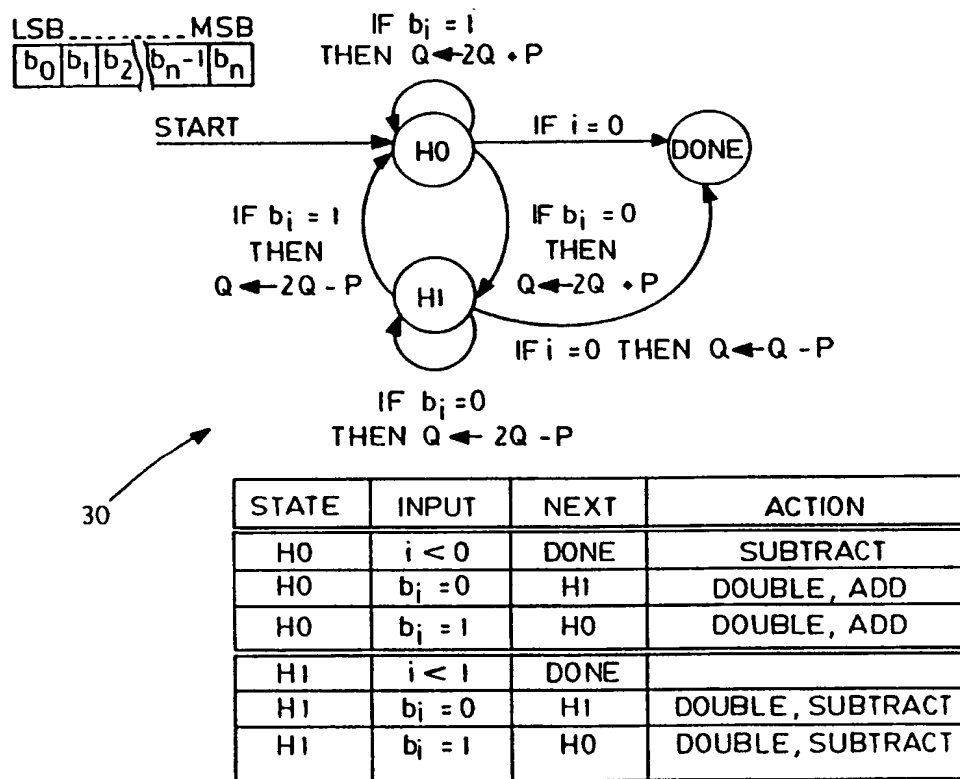 LSB.........MSB
b0 b1 b2 bn-1 bn
IF bi = 1
THEN Q←2Q + P
START
H0
IF i = 0
DONE
IF bi = 1
THEN
Q←2Q - P
IF bi = 0
THEN
Q←2Q + P
H1
IF i = 0 THEN Q←Q - P
IF bi = 0
THEN Q ← 2Q - P
30
STATE INPUT NEXT ACTION
H0 i < 0 DONE SUBTRACT
H0 bi = 0 H1 DOUBLE, ADD
H0 bi = 1 H0 DOUBLE, ADD
H1 i < 1 DONE
H1 bi = 0 H1 DOUBLE, SUBTRACT
H1 bi = 1 H0 DOUBLE, SUBTRACT